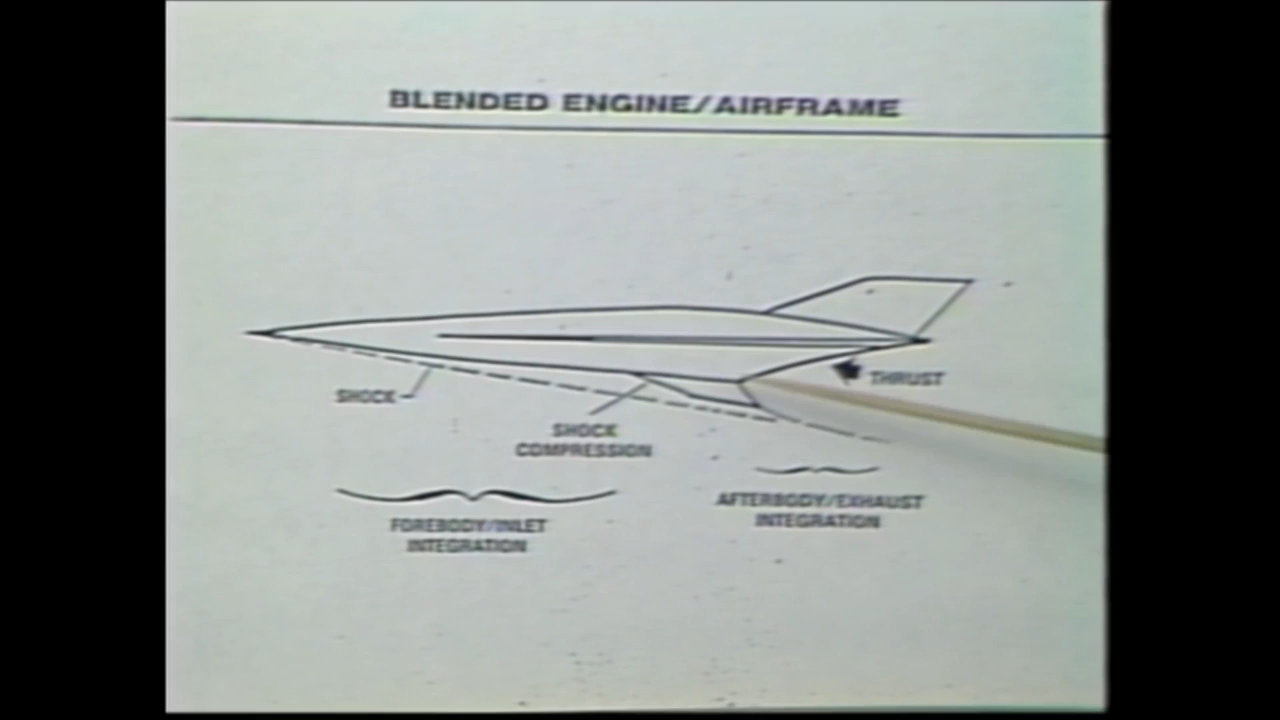 BLENDED ENGINE/AIRFRAME
THRUST
SHOCK
SHOCK
COMPRESSION
AFTERBODY/EXHAUST
INTEGRATION
FOREBODY/INLET
INTEGRATION